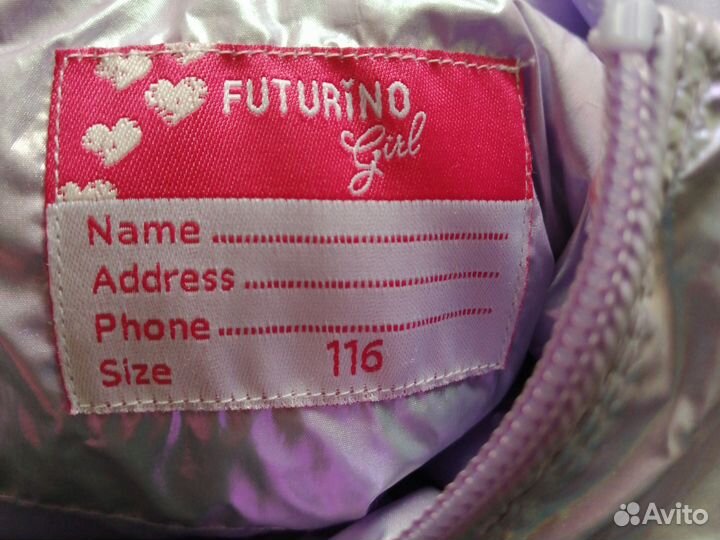 FUTURINO
Girl
Name
Address
Phone
Size 116
Avito